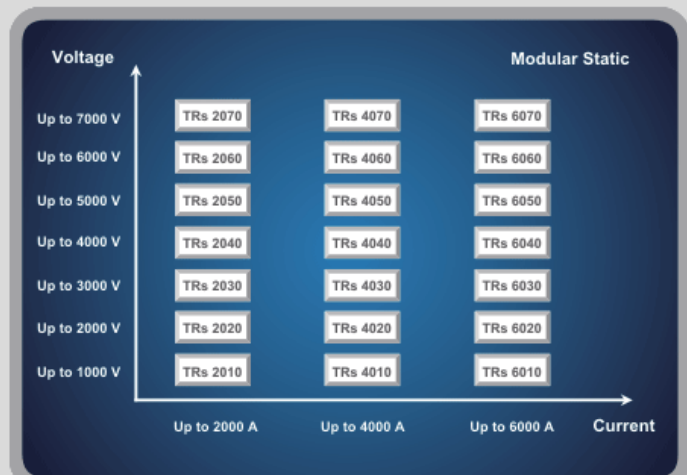 Voltage
Modular Static
Up to 7000 V TRs 2070 TRs 4070 TRs 6070
Up to 6000 V TRs 2060 TRs 4060 TRs 6060
Up to 5000 V TRs 2050 TRs 4050 TRs 6050
Up to 4000 V TRs 2040 TRs 4040 TRs 6040
Up to 3000 V TRs 2030 TRs 4030 TRs 6030
Up to 2000 V TRs 2020 TRs 4020 TRs 6020
Up to 1000 V TRs 2010 TRs 4010 TRs 6010
Up to 2000 A Up to 4000 A Up to 6000 A Current